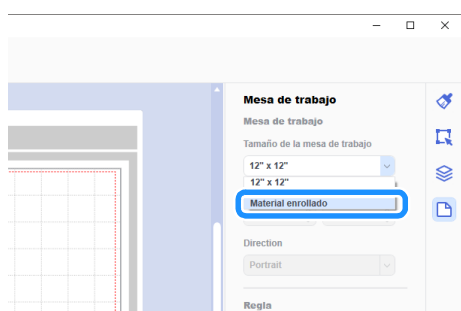 Mesa de trabajo
Mesa de trabajo
Tamaño de la mesa de trabajo
12" x 12"
12" x 12"
Material enrollado
Direction
Portrait
Regla